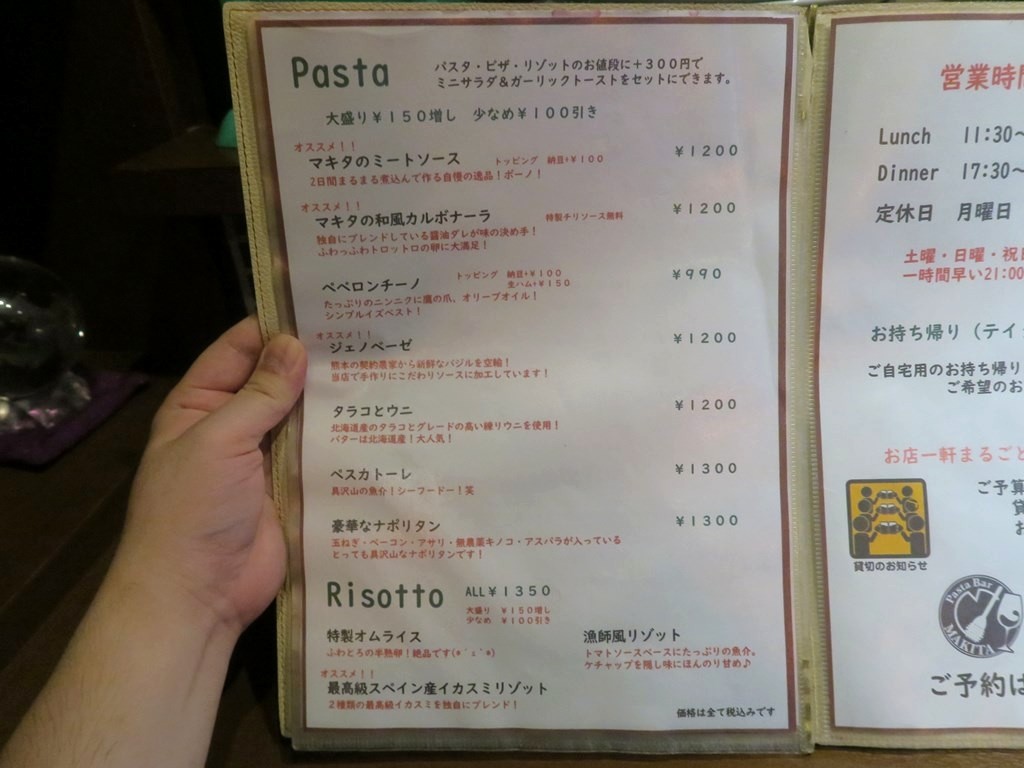 Pasta
パスタ・ピザ・リゾットのお値段に＋３００円で
ミニサラダ＆ガーリックトーストをセットにできます。
大盛り￥１５０増し　少なめ￥１００引き
オススメ！！
マキタのミートソース　トッピング　納豆+￥１００　￥１２００
２日間まるまる煮込んで作る自慢の逸品！ボーノ！
オススメ！！
マキタの和風カルボナーラ　特製チリソース無料　￥１２００
独自にブレンドしている醤油ダレが味の決め手！
ふわっふわトロットロの卵に大満足！
ペペロンチーノ　トッピング　納豆+￥１００　￥９９０
生ハム+￥１５０
たっぷりのニンニクに鷹の爪、オリーブオイル！
シンプルイズベスト！
オススメ！！
ジェノベーゼ　￥１２００
熊本の契約農家から新鮮なバジルを空輸！
当店で手作りにこだわりソースに加工しています！
タラコとウニ　￥１２００
北海道産のタラコとグレードの高い練りウニを使用！
バターは北海道産！大人気！
ペスカトーレ　￥１３００
具沢山の魚介！シーフードー！笑
豪華なナポリタン　￥１３００
玉ねぎ・ベーコン・アサリ・無農薬キノコ・アスパラが入っている
とっても具沢山なナポリタンです！
Risotto　ALL￥１３５０
大盛り　￥１５０増し
少なめ　￥１００引き
特製オムライス
ふわとろの半熟卵！絶品です(*´ｪ`*)
漁師風リゾット
トマトソースベースにたっぷりの魚介。
ケチャップを隠し味にほんのり甘め♪
オススメ！！
最高級スペイン産イカスミリゾット
２種類の最高級イカスミを独自にブレンド！
価格は全て税込みです
営業時間
Lunch　11:30～
Dinner　17:30～
定休日　月曜日
土曜・日曜・祝日
一時間早い21:00
お持ち帰り（テイ
ご自宅用のお持ち帰り
ご希望のお
お店一軒まるごと
ご予算
貸
お
貸切のお知らせ
Pasta Bar
MAKITA
ご予約は